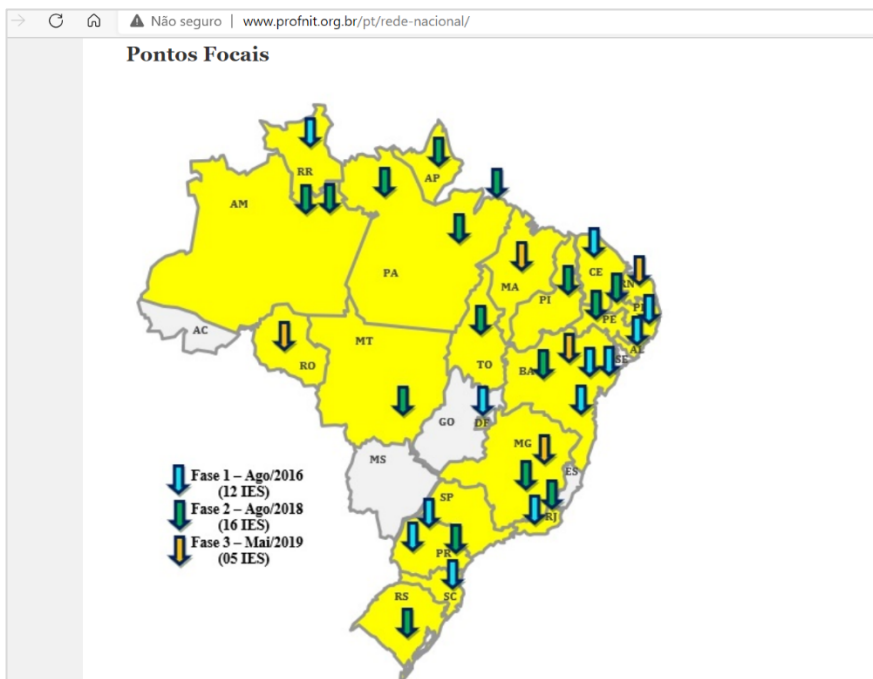 Não seguro | www.profnit.org.br/pt/rede-nacional/
Pontos Focais
RR
AP
AM
PA
MA
CE
RN
PI
PE
AL
AC
RO
MT
TO
BA
SE
GO
DF
MG
ES
MS
SP
RJ
PR
RS
SC
Fase 1 – Ago/2016
(12 IES)
Fase 2 – Ago/2018
(16 IES)
Fase 3 – Mai/2019
(05 IES)